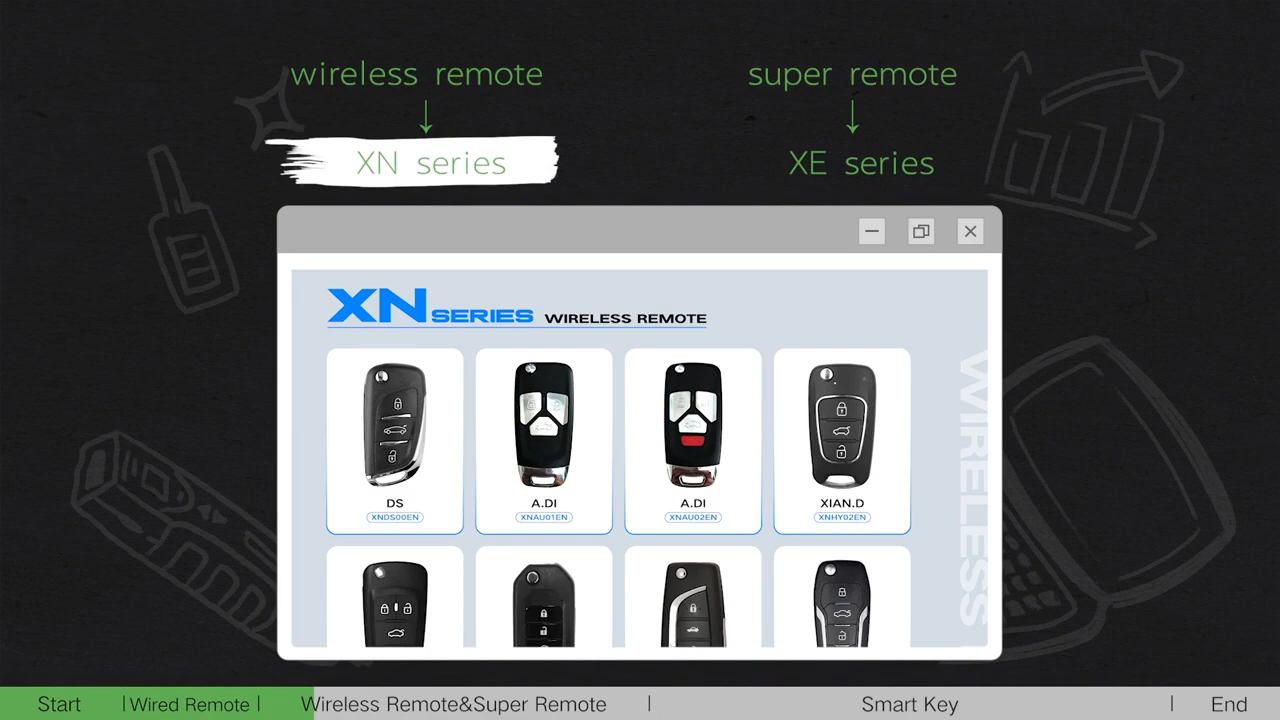 wireless remote
super remote
XN series
XE series
XN SERIES WIRELESS REMOTE
WIRELESS
DS
XNDS00EN
A.DI
XNAU01EN
A.DI
XNAU02EN
XIAN.D
XNHY02EN
Start | Wired Remote | Wireless Remote&Super Remote | Smart Key | End